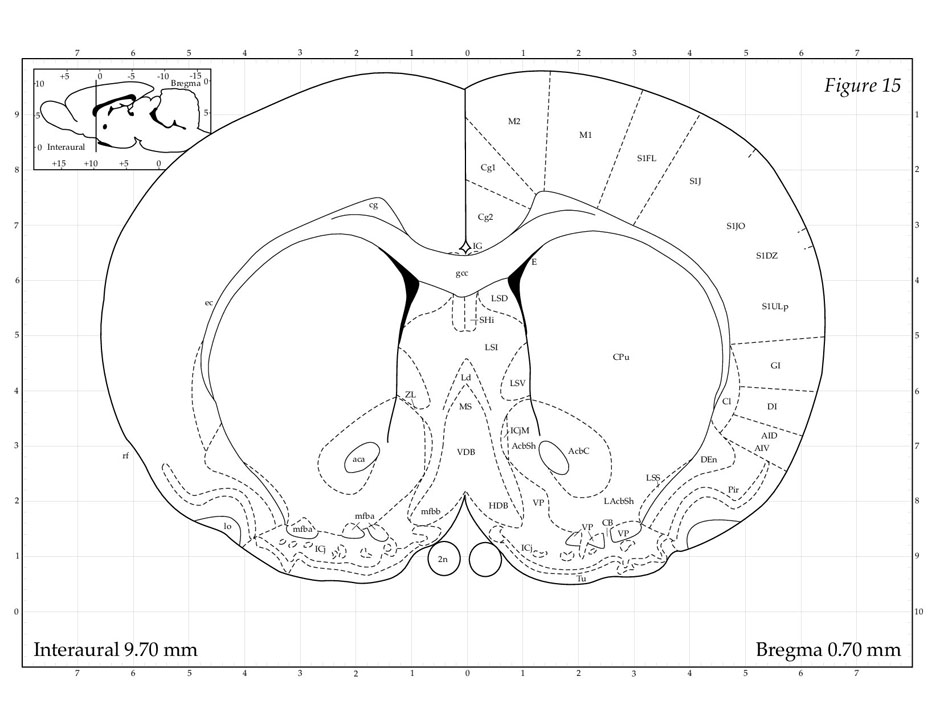 7 6 5 4 3 2 1 0 1 2 3 4 5 6 7
+5 0 -5 -10 -15
Bregma
10 0
5 5
0 Interaural
+15 +10 +5 0
Figure 15
9 1
M2
M1
S1FL
8 2
Cg1
S1J
cg
Cg2
7 3
S1JO
IG
S1DZ
E
gcc
6 4
ec
LSD
S1ULp
SHi
5 5
LSI
CPu
GI
Ld
LSV
4 6
ZL
Cl
MS
DI
ICjM
AID
3 7
AcbSh
AIV
rf
VDB
AcbC
aca
DEn
LSS
Pir
2 8
HDB
VP
LAcbSh
mfbb
mfba
CB
lo
mfba
VP
VP
ICj
ICj
1 9
2n
Tu
0 10
Interaural 9.70 mm
Bregma 0.70 mm
7 6 5 4 3 2 1 0 1 2 3 4 5 6 7